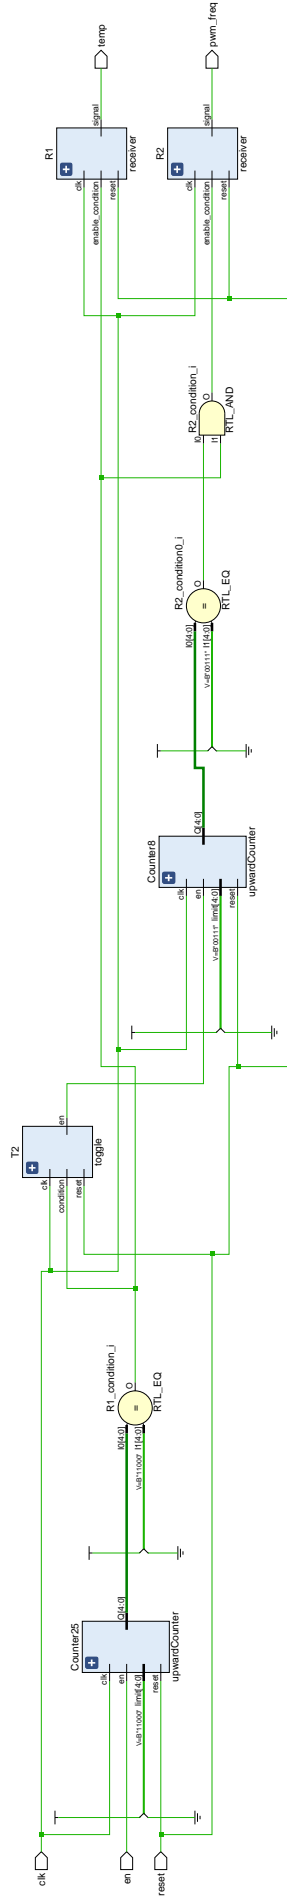 clk
en
reset
Counter25
clk
en
V=B"11000" limit[4:0]
reset
Q[4:0]
upwardCounter
R1_condition_i
I0[4:0]
V=B"11000" I1[4:0]
=
O
RTL_EQ
T2
clk
condition
reset
en
toggle
Counter8
clk
en
V=B"00111" limit[4:0]
reset
Q[4:0]
upwardCounter
R2_condition0_i
I0[4:0]
V=B"00111" I1[4:0]
=
O
RTL_EQ
R2_condition_i
I0
I1
O
RTL_AND
R1
clk
enable_condition
reset
signal
receiver
temp
R2
clk
enable_condition
reset
signal
receiver
pwm_freq